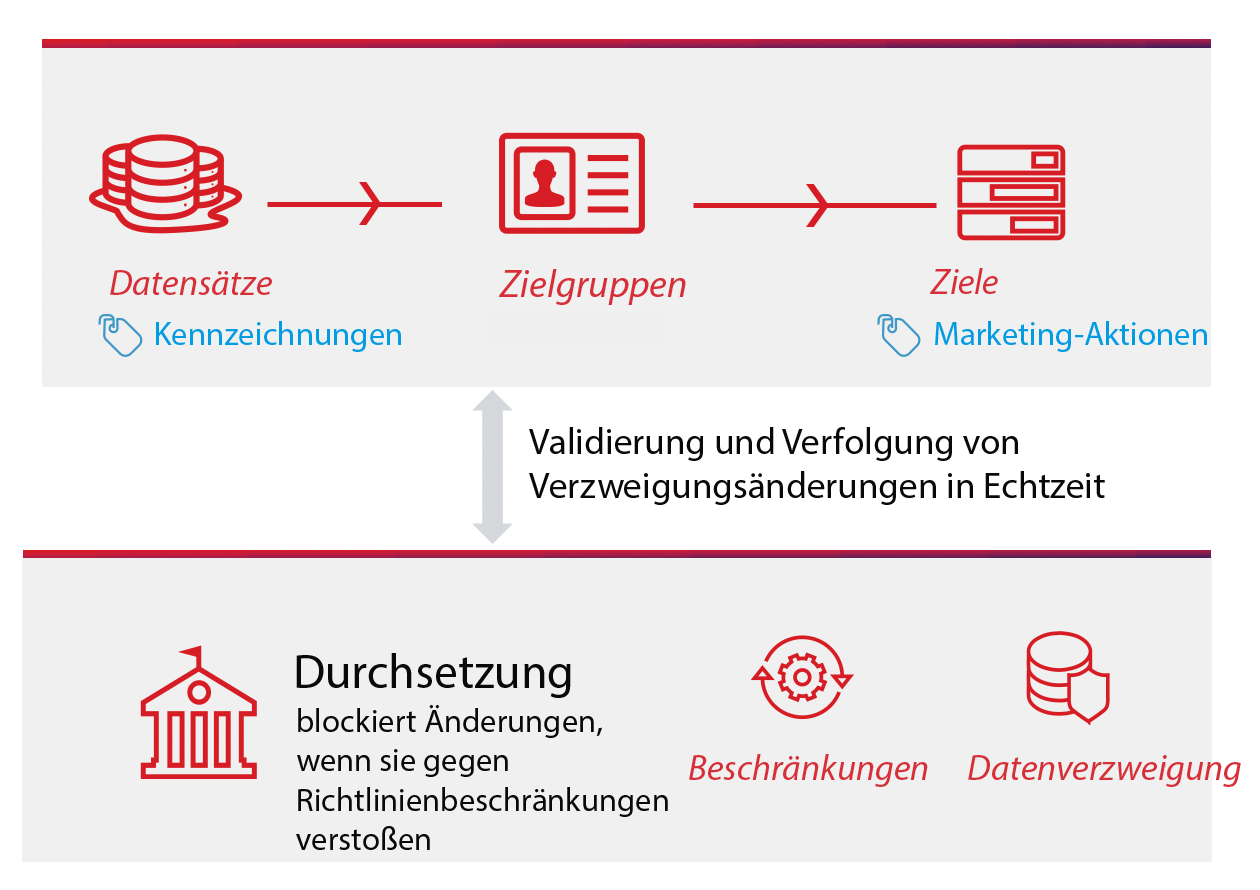 Datensätze
Zielgruppen
Ziele
Kennzeichnungen
Marketing-Aktionen
Validierung und Verfolgung von
Verzweigungsänderungen in Echtzeit
Durchsetzung
blockiert Änderungen,
wenn sie gegen
Richtlinienbeschränkungen
verstoßen
Beschränkungen
Datenverzweigung